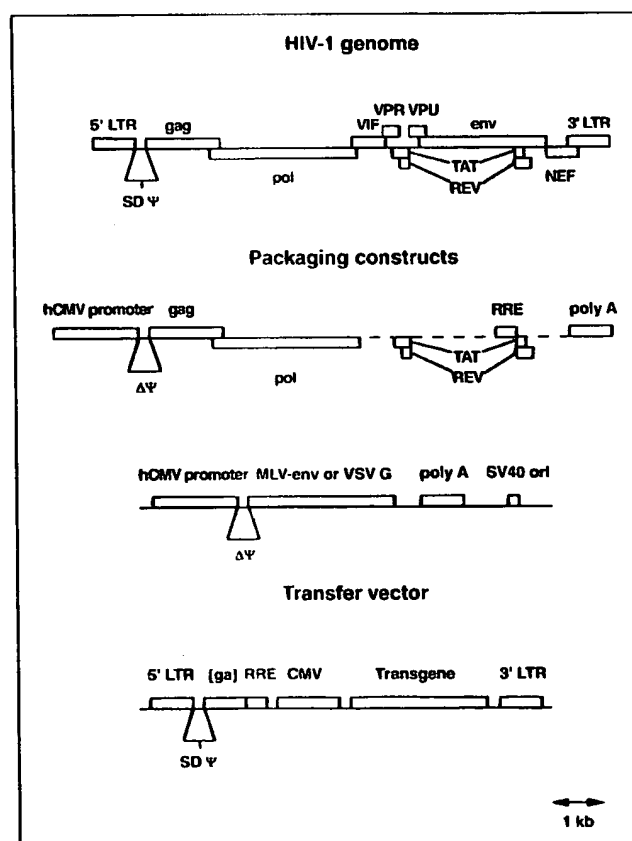 HIV-1 genome
VPR VPU
5' LTR gag VIF env 3' LTR
pol TAT NEF
REV
SD Ψ
Packaging constructs
hCMV promoter gag RRE poly A
TAT
pol REV
ΔΨ
hCMV promoter MLV-env or VSV G poly A SV40 ori
ΔΨ
Transfer vector
5' LTR [ga] RRE CMV Transgene 3' LTR
SD Ψ
1 kb